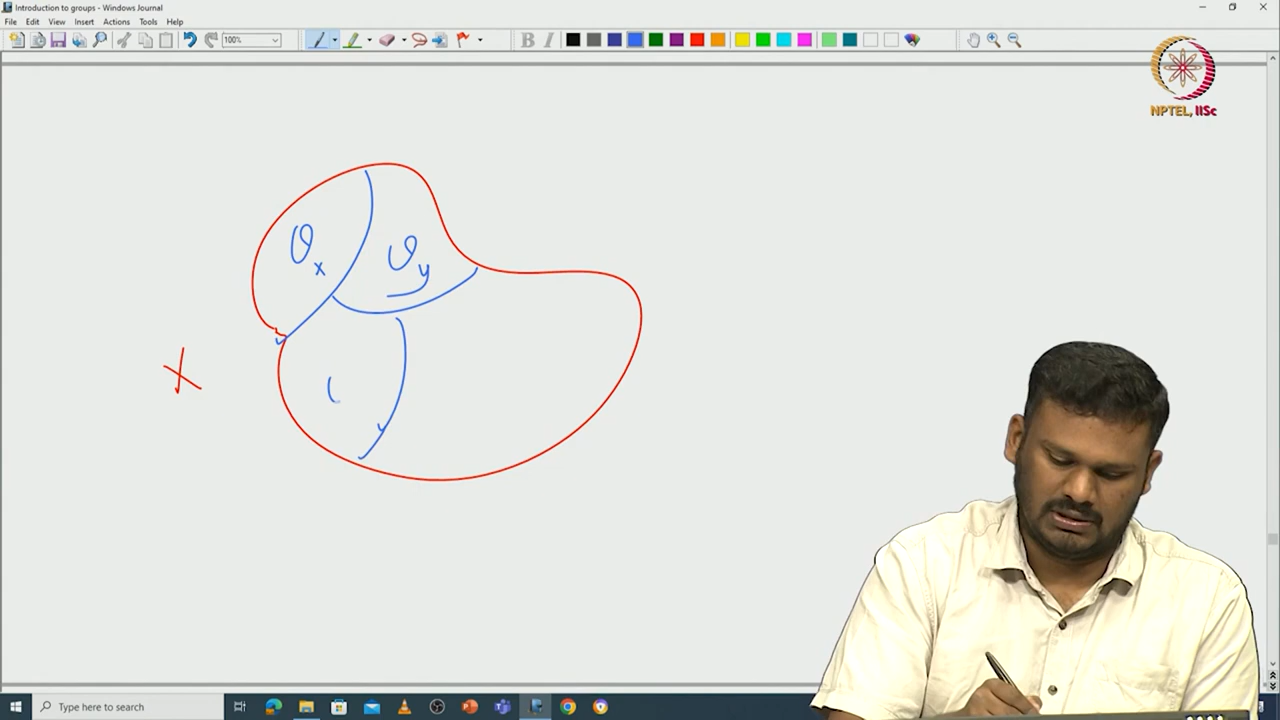 Introduction to groups - Windows Journal
File Edit View Insert Actions Tools Help
100%
B I
NPTEL, IISc
O_x
O_y
X
Type here to search